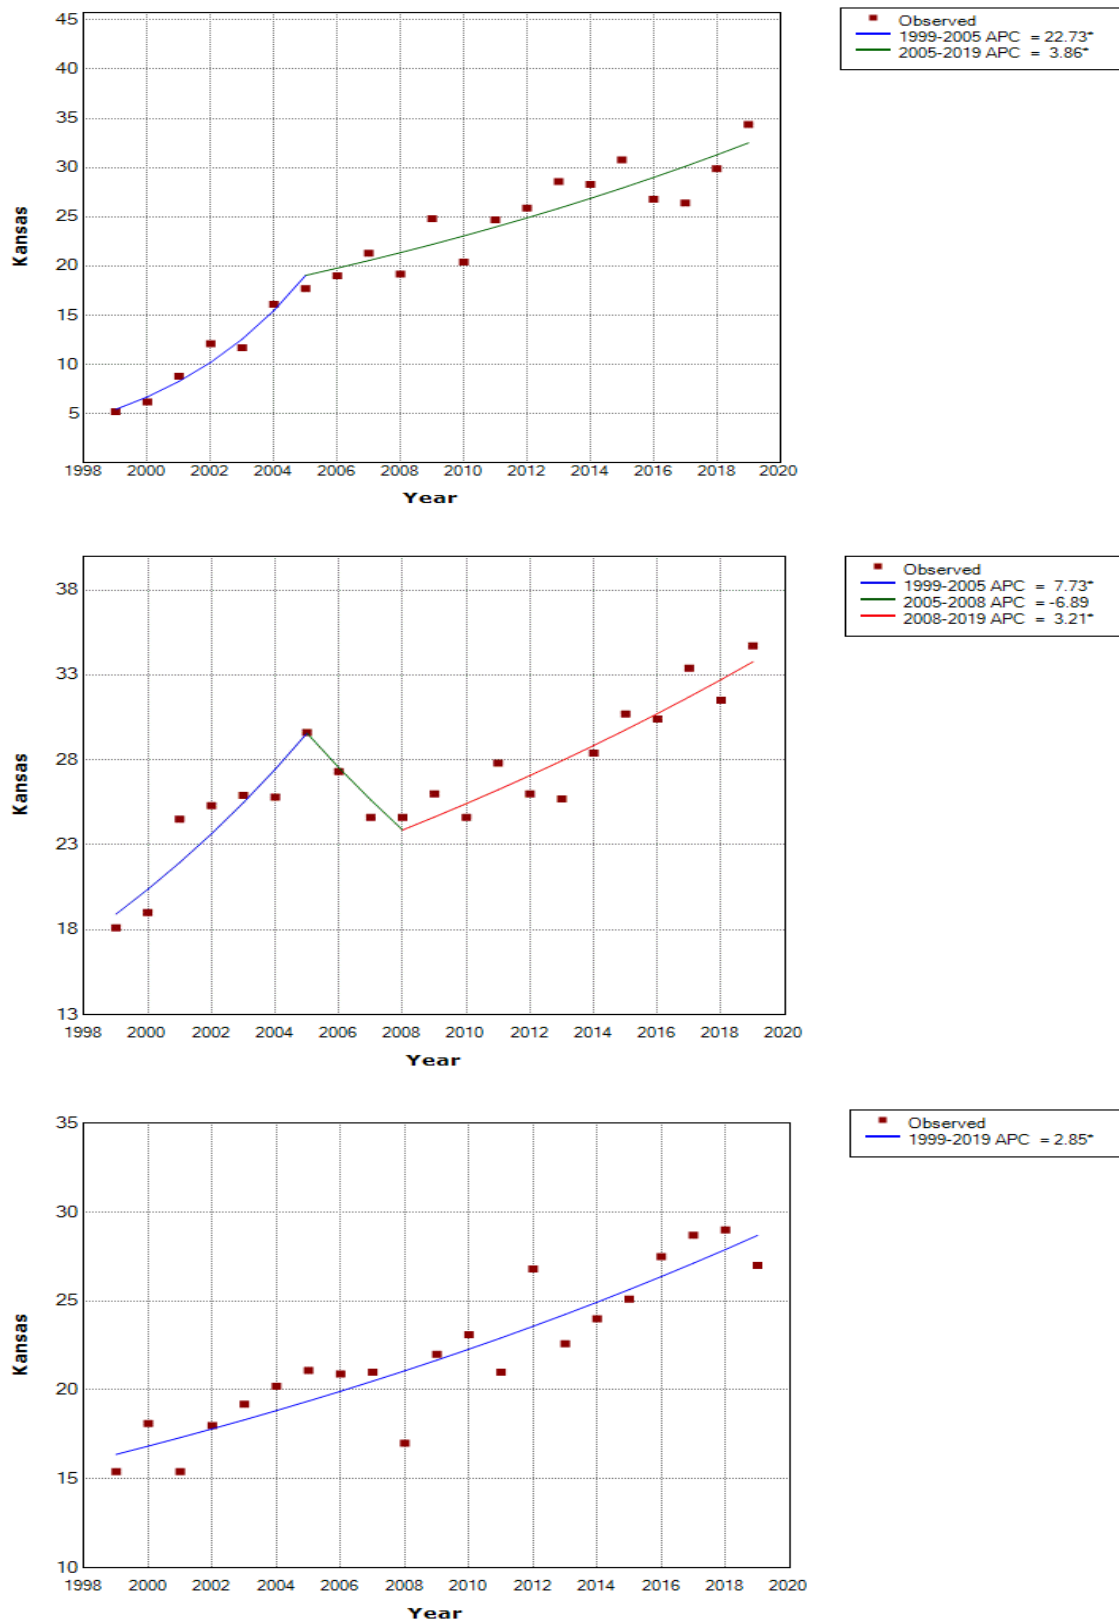 45
40
35
30
25
20
15
10
5
1998 2000 2002 2004 2006 2008 2010 2012 2014 2016 2018 2020
Kansas
Year
Observed
1999-2005 APC = 22.73*
2005-2019 APC = 3.86*
38
33
28
23
18
13
1998 2000 2002 2004 2006 2008 2010 2012 2014 2016 2018 2020
Kansas
Year
Observed
1999-2005 APC = 7.73*
2005-2008 APC = -6.89
2008-2019 APC = 3.21*
35
30
25
20
15
10
1998 2000 2002 2004 2006 2008 2010 2012 2014 2016 2018 2020
Kansas
Year
Observed
1999-2019 APC = 2.85*